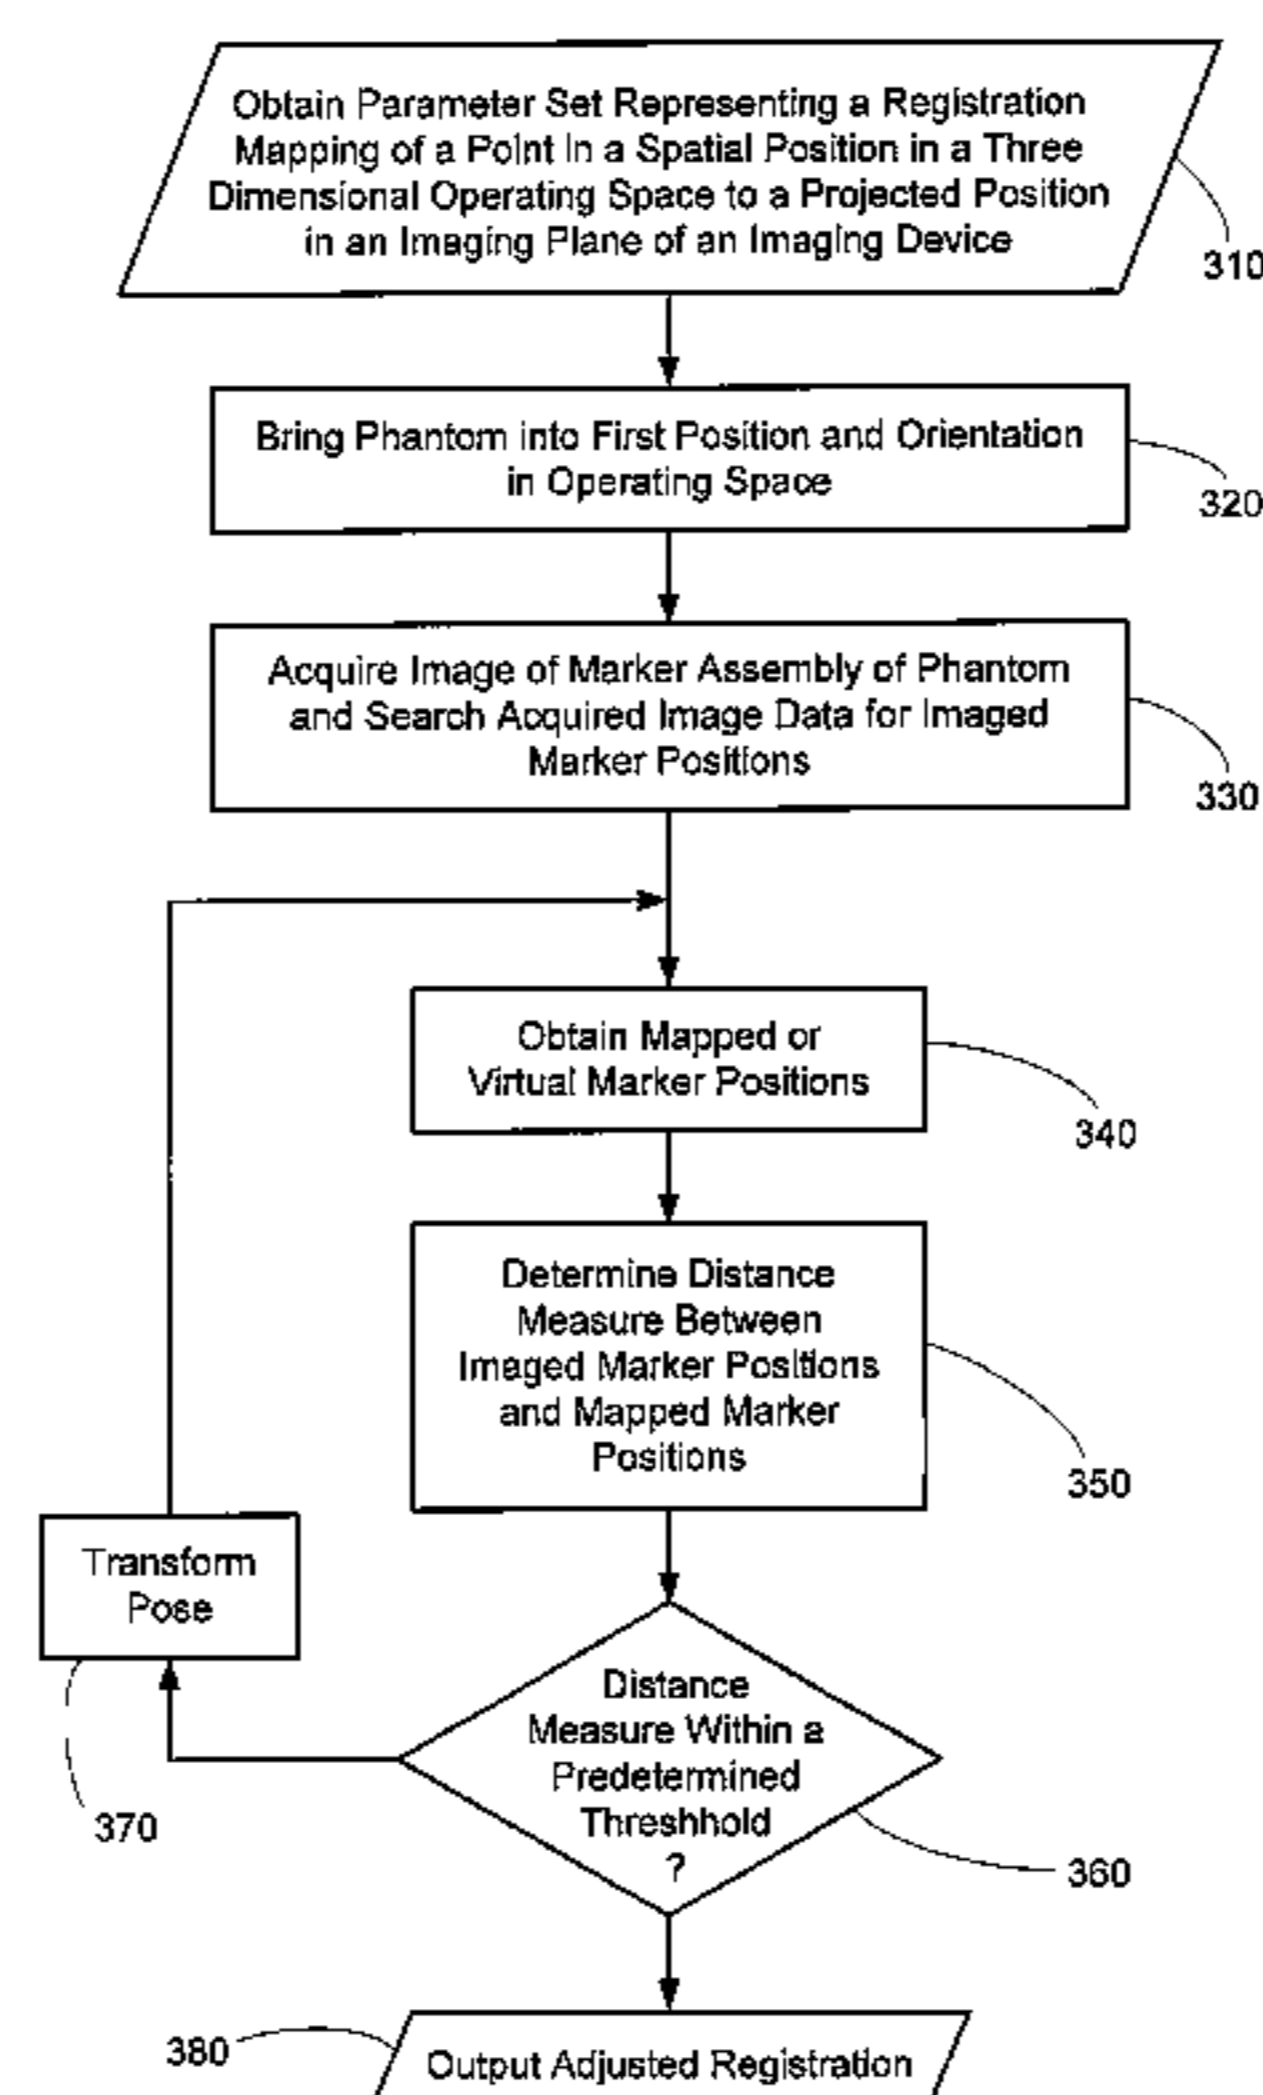 Obtain Parameter Set Representing a Registration
Mapping of a Point in a Spatial Position in a Three
Dimensional Operating Space to a Projected Position
in an Imaging Plane of an Imaging Device
310
Bring Phantom into First Position and Orientation
in Operating Space
320
Acquire Image of Marker Assembly of Phantom
and Search Acquired Image Data for Imaged
Marker Positions
330
Obtain Mapped or
Virtual Marker Positions
340
Determine Distance
Measure Between
Imaged Marker Positions
and Mapped Marker
Positions
350
Transform
Pose
370
Distance
Measure Within a
Predetermined
Threshhold
?
360
380
Output Adjusted Registration